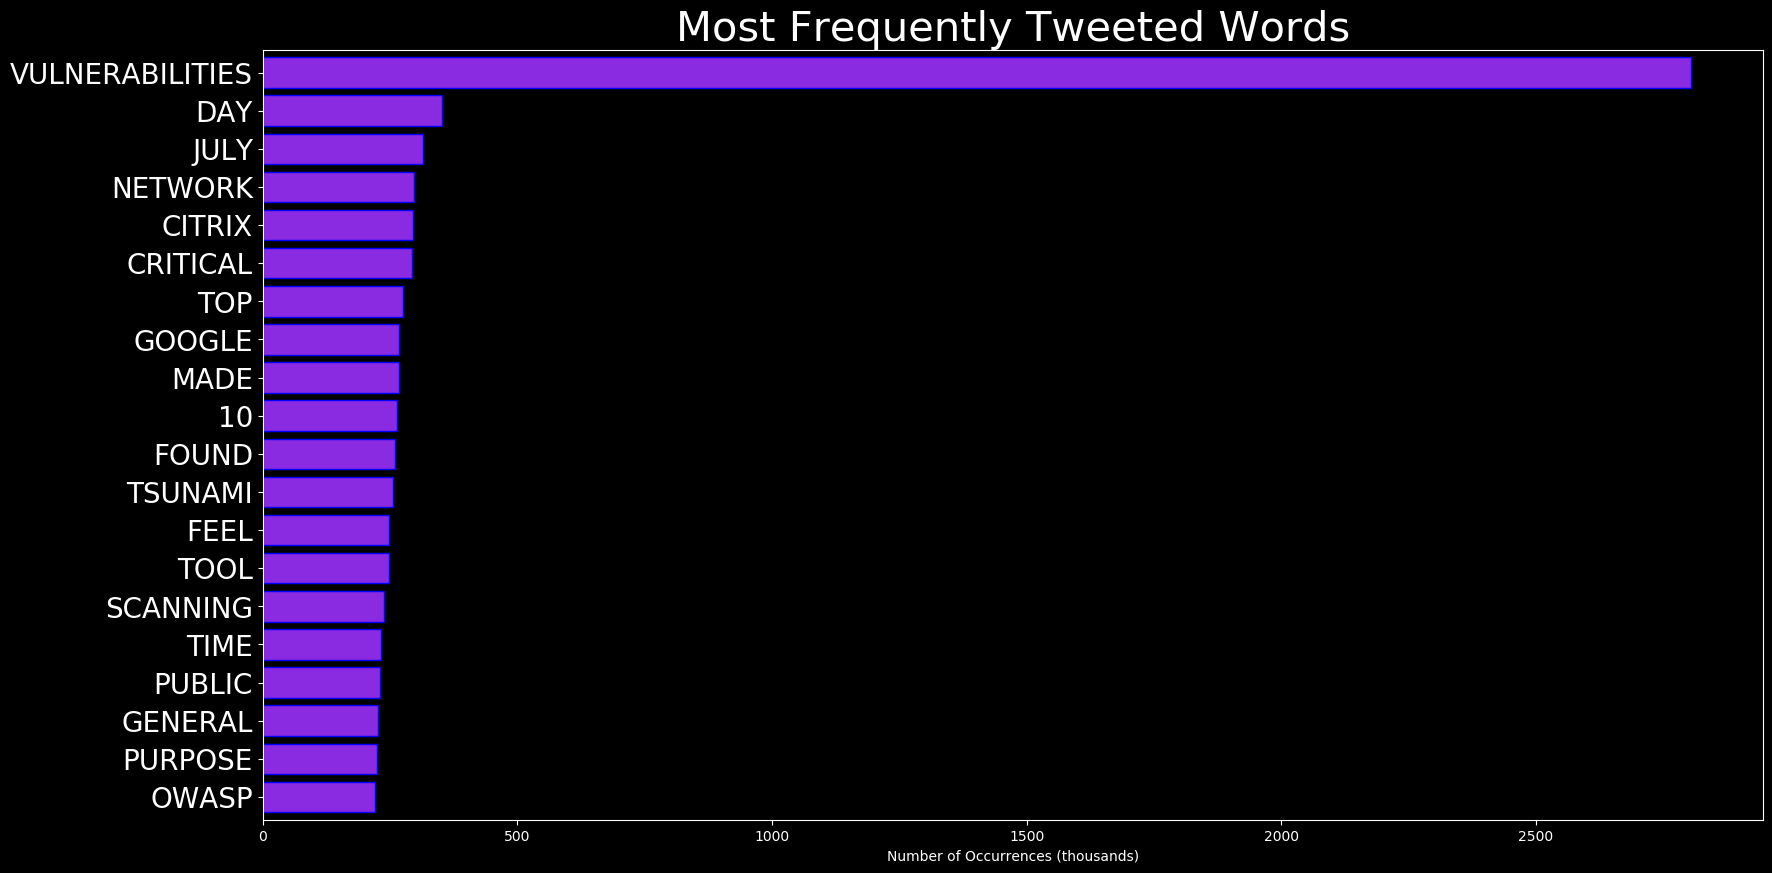 Most Frequently Tweeted Words
VULNERABILITIES
DAY
JULY
NETWORK
CITRIX
CRITICAL
TOP
GOOGLE
MADE
10
FOUND
TSUNAMI
FEEL
TOOL
SCANNING
TIME
PUBLIC
GENERAL
PURPOSE
OWASP
0 500 1000 1500 2000 2500
Number of Occurrences (thousands)